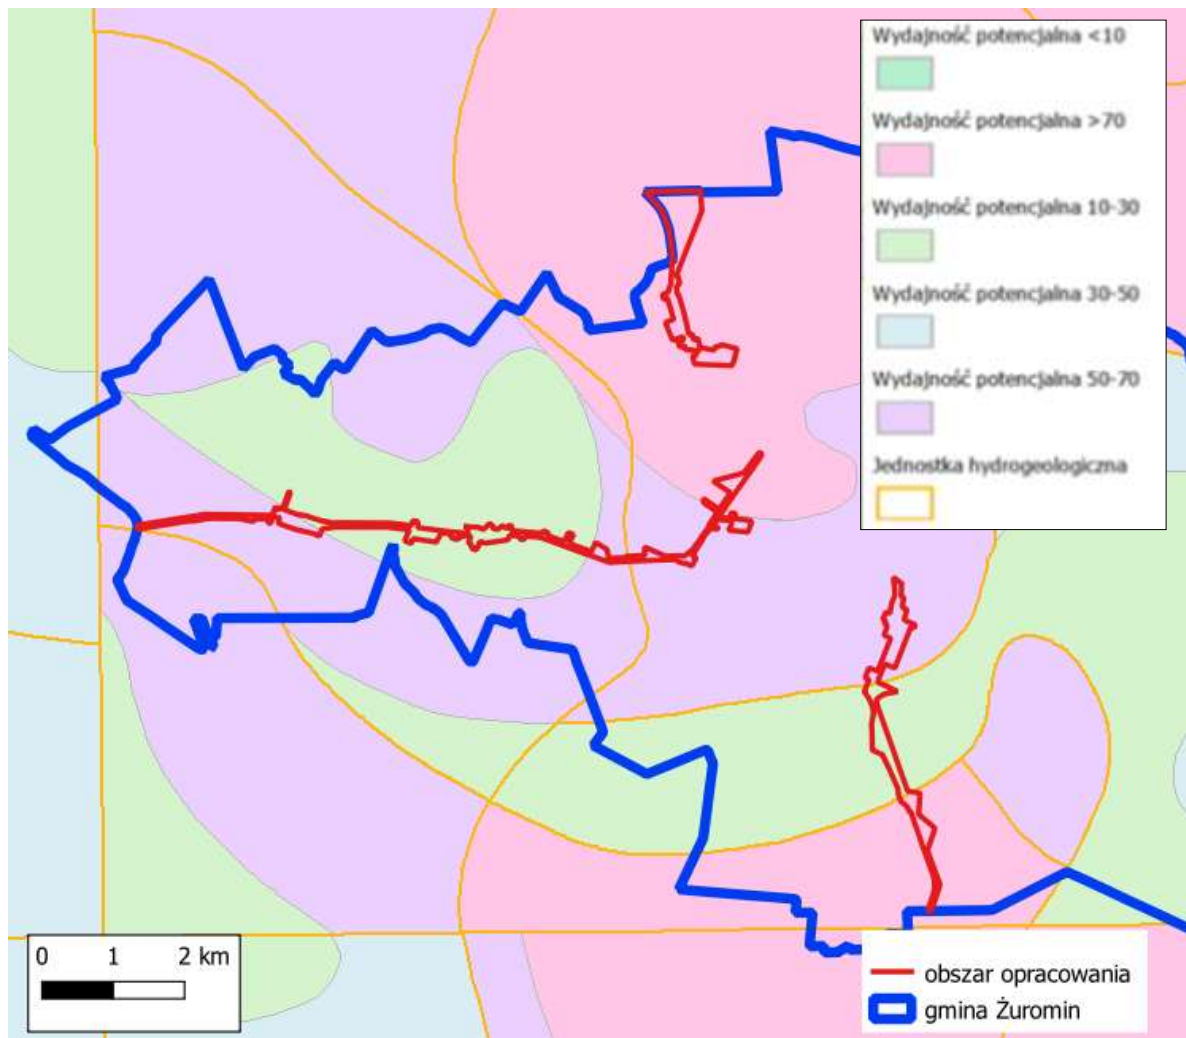 Wydajność potencjalna <10
Wydajność potencjalna >70
Wydajność potencjalna 10-30
Wydajność potencjalna 30-50
Wydajność potencjalna 50-70
Jednostka hydrogeologiczna
0 1 2 km
obszar opracowania
gmina Żuromin